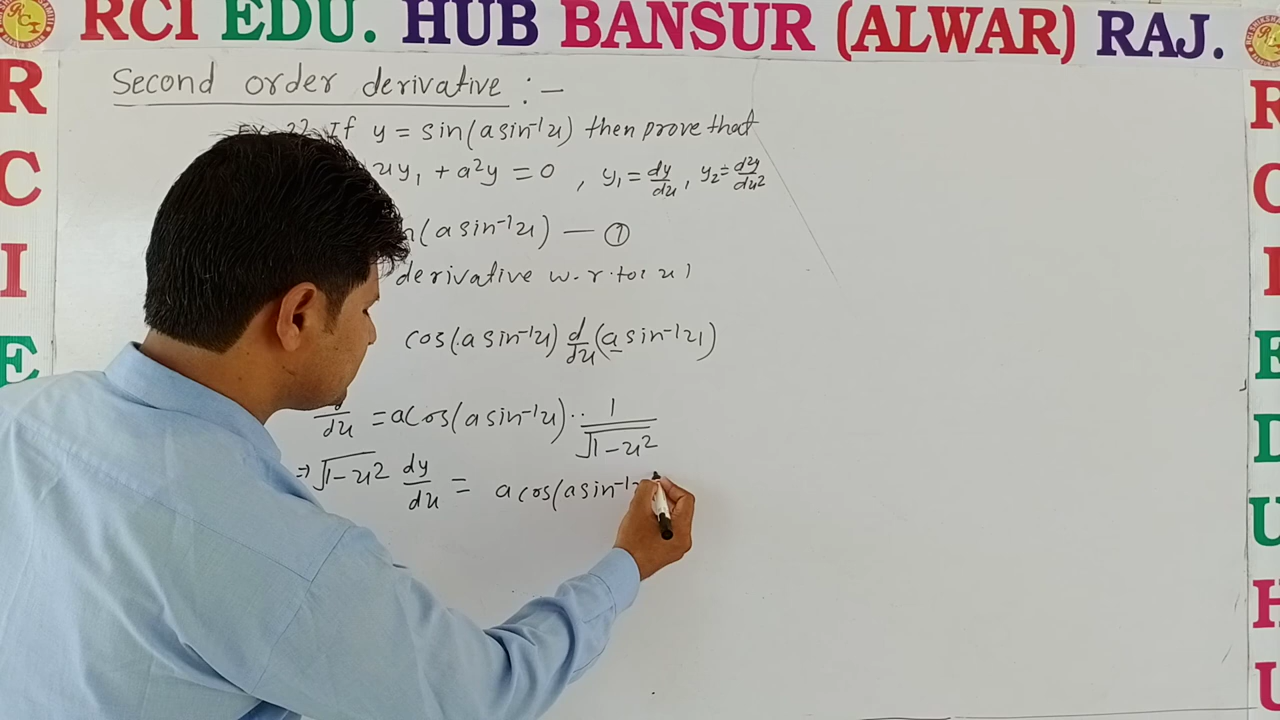 RCI EDU. HUB BANSUR (ALWAR) RAJ.
R
C
I
E
R
C
I
E
D
U
H
U
Second order derivative :-
If y = sin(a sin⁻¹x) then prove that
xy₁ + a²y = 0 , y₁ = dy/dx , y₂ = d²y/dx²
(a sin⁻¹x) — ①
derivative w.r.to x
cos(a sin⁻¹x) d/dx (a sin⁻¹x)
/dx = a cos(a sin⁻¹x) · 1/√1-x²
⇒ √1-x² dy/dx = a cos(a sin⁻¹